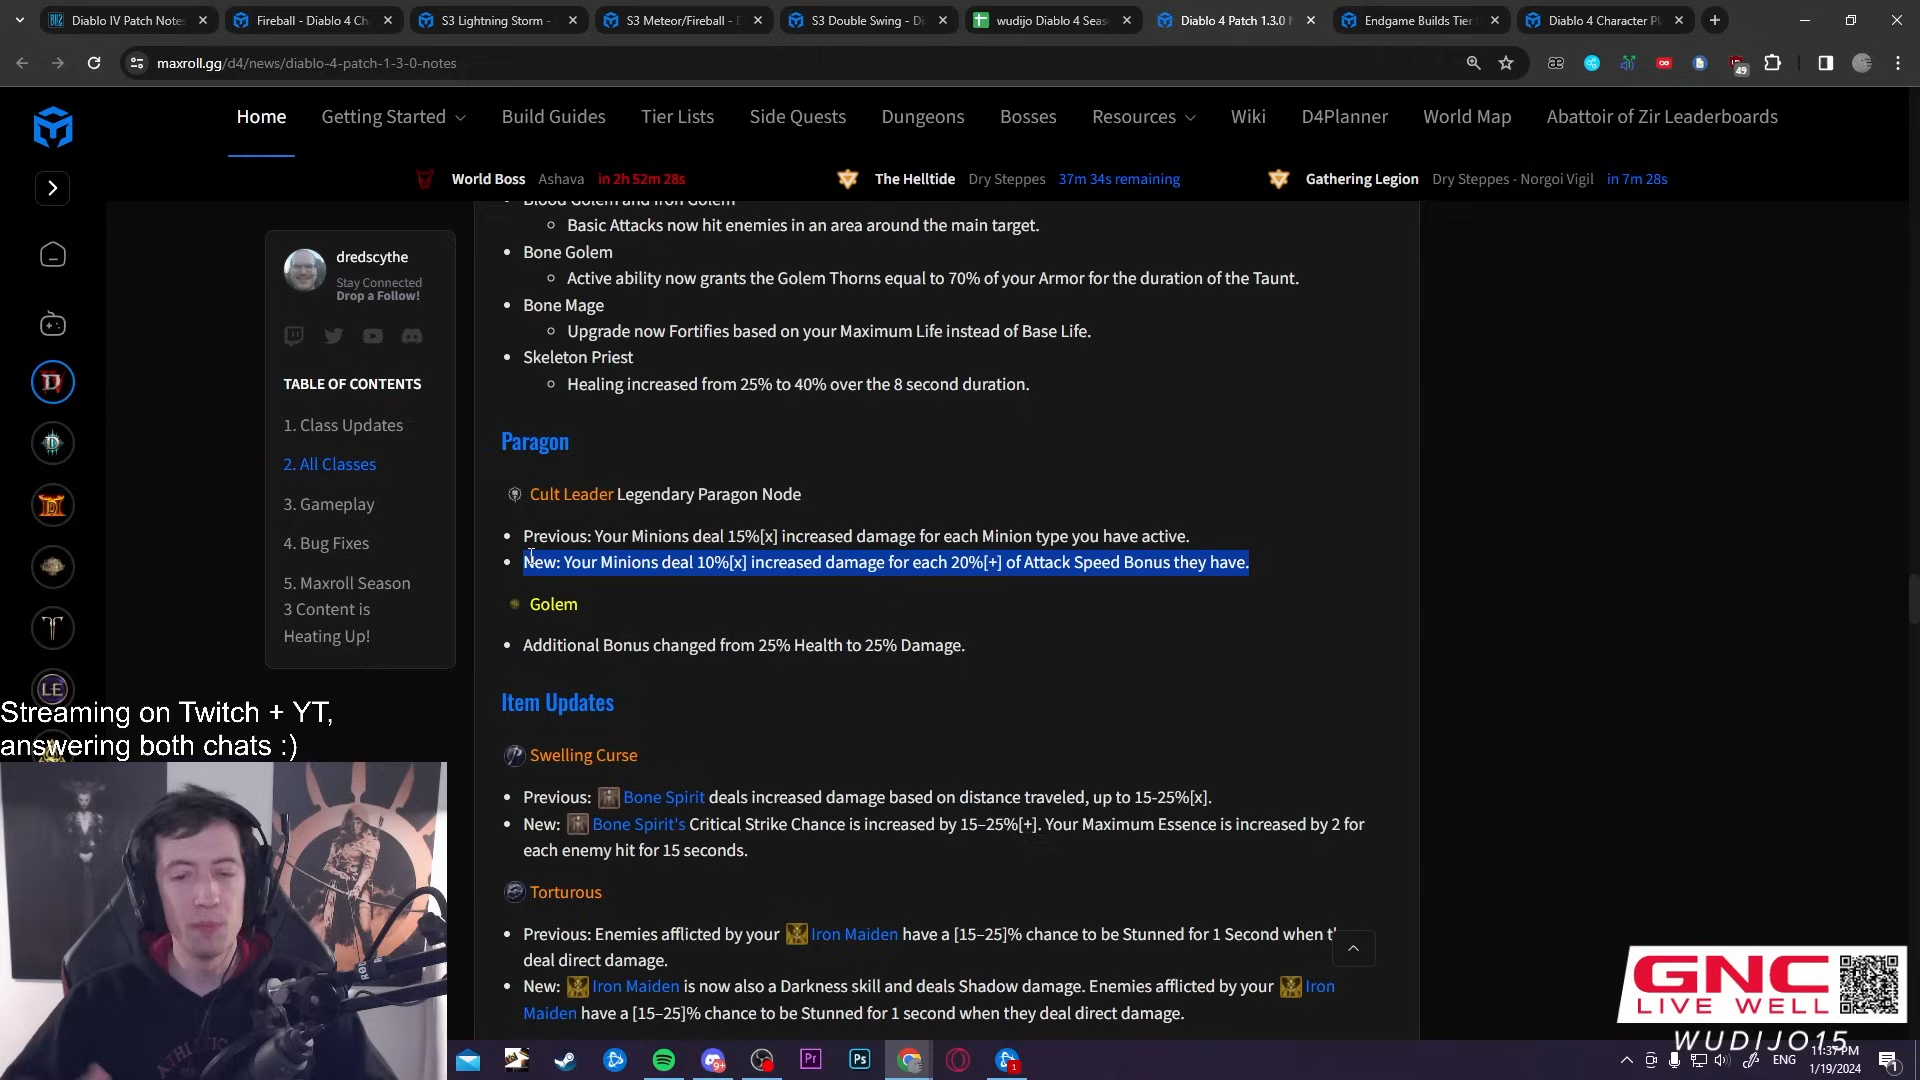 Diablo IV Patch Notes
Fireball - Diablo 4 Ch
S3 Lightning Storm -
S3 Meteor/Fireball - D
S3 Double Swing - Di
wudijo Diablo 4 Seas
Diablo 4 Patch 1.3.0 N
Endgame Builds Tier
Diablo 4 Character Pl
maxroll.gg/d4/news/diablo-4-patch-1-3-0-notes
49
Home
Getting Started
Build Guides
Tier Lists
Side Quests
Dungeons
Bosses
Resources
Wiki
D4Planner
World Map
Abattoir of Zir Leaderboards
World Boss Ashava in 2h 52m 28s
The Helltide Dry Steppes 37m 34s remaining
Gathering Legion Dry Steppes - Norgoi Vigil in 7m 28s
dredscythe
Stay Connected
Drop a Follow!
TABLE OF CONTENTS
1. Class Updates
2. All Classes
3. Gameplay
4. Bug Fixes
5. Maxroll Season
3 Content is
Heating Up!
LE
Blood Golem and Iron Golem
Basic Attacks now hit enemies in an area around the main target.
Bone Golem
Active ability now grants the Golem Thorns equal to 70% of your Armor for the duration of the Taunt.
Bone Mage
Upgrade now Fortifies based on your Maximum Life instead of Base Life.
Skeleton Priest
Healing increased from 25% to 40% over the 8 second duration.
Paragon
Cult Leader Legendary Paragon Node
Previous: Your Minions deal 15%[x] increased damage for each Minion type you have active.
New: Your Minions deal 10%[x] increased damage for each 20%[+] of Attack Speed Bonus they have.
Golem
Additional Bonus changed from 25% Health to 25% Damage.
Item Updates
Swelling Curse
Previous: Bone Spirit deals increased damage based on distance traveled, up to 15-25%[x].
New: Bone Spirit's Critical Strike Chance is increased by 15–25%[+]. Your Maximum Essence is increased by 2 for
each enemy hit for 15 seconds.
Torturous
Previous: Enemies afflicted by your Iron Maiden have a [15–25]% chance to be Stunned for 1 Second when
deal direct damage.
New: Iron Maiden is now also a Darkness skill and deals Shadow damage. Enemies afflicted by your Iron
Maiden have a [15–25]% chance to be Stunned for 1 second when they deal direct damage.
Streaming on Twitch + YT,
answering both chats :)
GNC
LIVE WELL
WUDIJO15
Pr
Ps
ENG
11:37 PM
1/19/2024